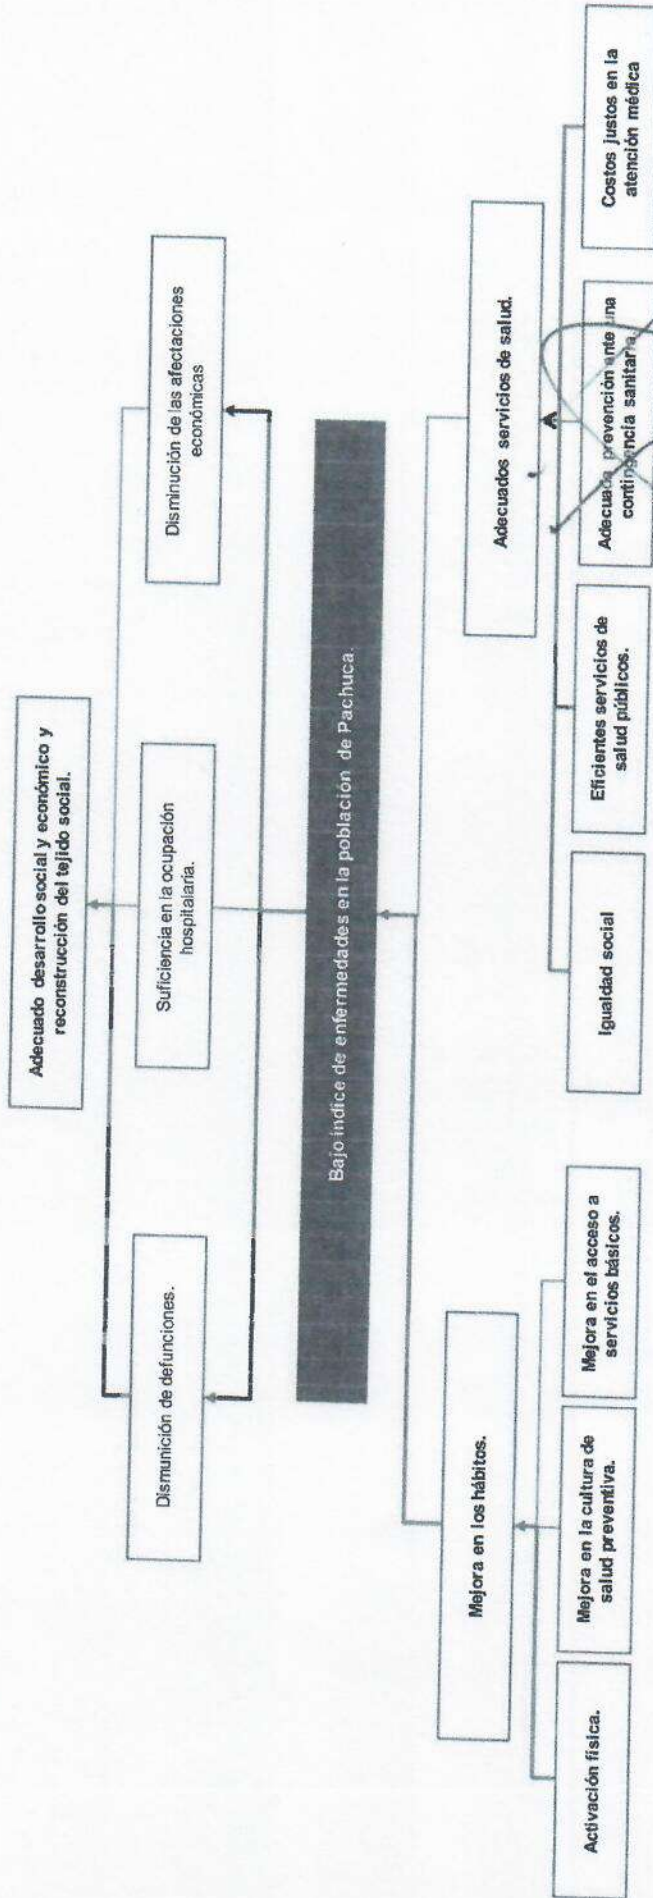 Adecuado desarrollo social y económico y
reconstrucción del tejido social.
Dismunición de defunciones.
Suficiencia en la ocupación
hospitalaria.
Disminución de las afectaciones
económicas
Bajo índice de enfermedades en la población de Pachuca.
Mejora en los hábitos.
Adecuados servicios de salud.
Activación física.
Mejora en la cultura de
salud preventiva.
Mejora en el acceso a
servicios básicos.
Igualdad social
Eficientes servicios de
salud públicos.
Adecuada prevención ante una
contingencia sanitaria.
Costos justos en la
atención médica